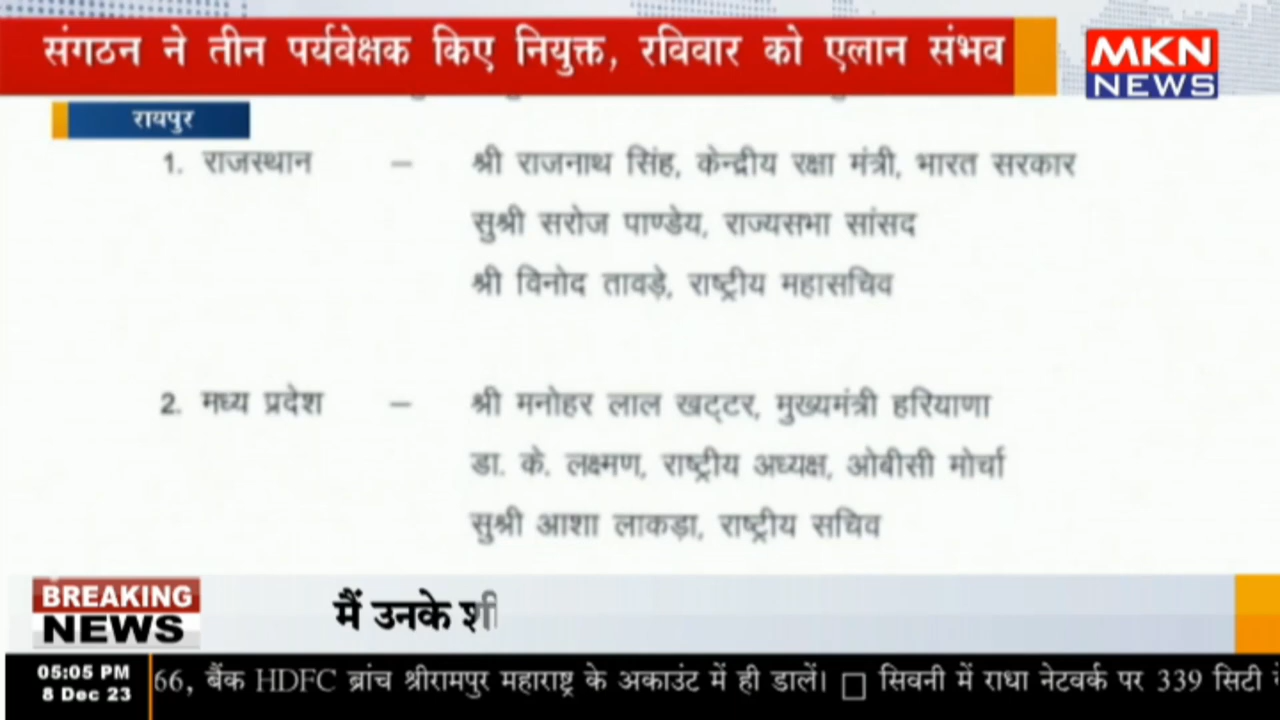 संगठन ने तीन पर्यवेक्षक किए नियुक्त, रविवार को एलान संभव
MKN
NEWS
रायपुर
1. राजस्थान – श्री राजनाथ सिंह, केन्द्रीय रक्षा मंत्री, भारत सरकार
सुश्री सरोज पाण्डेय, राज्यसभा सांसद
श्री विनोद तावड़े, राष्ट्रीय महासचिव
2. मध्य प्रदेश – श्री मनोहर लाल खट्टर, मुख्यमंत्री हरियाणा
डा. के. लक्ष्मण, राष्ट्रीय अध्यक्ष, ओबीसी मोर्चा
सुश्री आशा लाकड़ा, राष्ट्रीय सचिव
BREAKING
NEWS
मैं उनके
05:05 PM
8 Dec 23
66, बैंक HDFC ब्रांच श्रीरामपुर महाराष्ट्र के अकाउंट में ही डालें। □ सिवनी में राधा नेटवर्क पर 339 सिटी